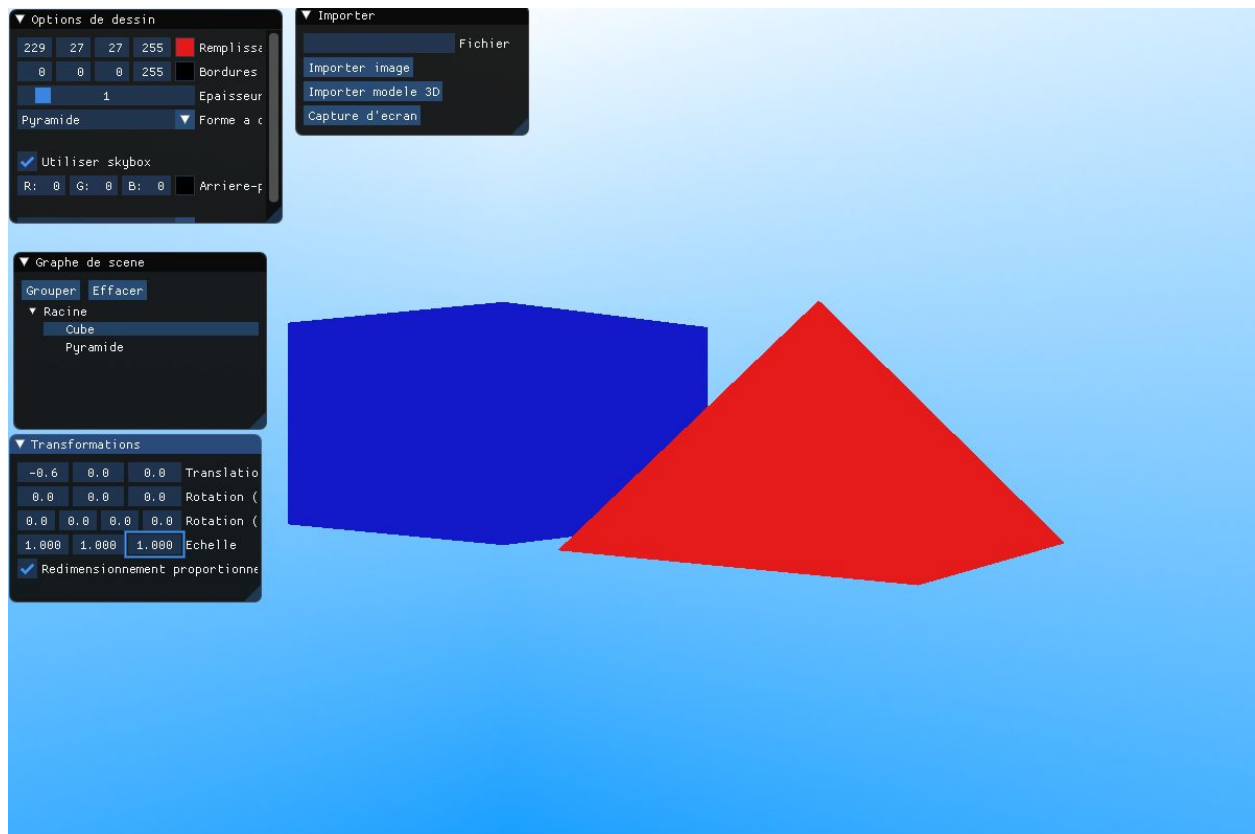 Options de dessin
229 27 27 255 Remplissa
0 0 0 255 Bordures
1 Epaisseur
Pyramide Forme a
Utiliser skybox
R: 0 G: 0 B: 0 Arriere-p
Importer
Fichier
Importer image
Importer modele 3D
Capture d'ecran
Graphe de scene
Grouper Effacer
Racine
Cube
Pyramide
Transformations
-0.6 0.0 0.0 Translatio
0.0 0.0 0.0 Rotation (
0.0 0.0 0.0 0.0 Rotation (
1.000 1.000 1.000 Echelle
Redimensionnement proportionne